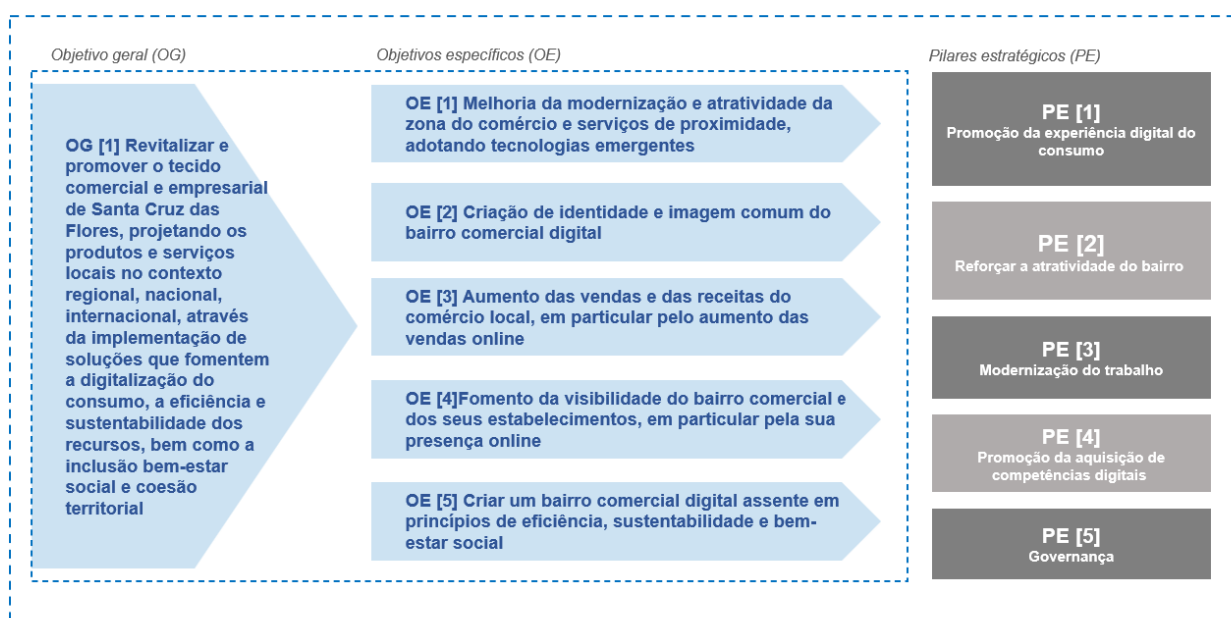 Objetivo geral (OG)
OG [1] Revitalizar e
promover o tecido
comercial e empresarial
de Santa Cruz das
Flores, projetando os
produtos e serviços
locais no contexto
regional, nacional,
internacional, através
da implementação de
soluções que fomentem
a digitalização do
consumo, a eficiência e
sustentabilidade dos
recursos, bem como a
inclusão bem-estar
social e coesão
territorial
Objetivos específicos (OE)
OE [1] Melhoria da modernização e atratividade da
zona do comércio e serviços de proximidade,
adotando tecnologias emergentes
OE [2] Criação de identidade e imagem comum do
bairro comercial digital
OE [3] Aumento das vendas e das receitas do
comércio local, em particular pelo aumento das
vendas online
OE [4]Fomento da visibilidade do bairro comercial e
dos seus estabelecimentos, em particular pela sua
presença online
OE [5] Criar um bairro comercial digital assente em
princípios de eficiência, sustentabilidade e bem-
estar social
Pilares estratégicos (PE)
PE [1]
Promoção da experiência digital do
consumo
PE [2]
Reforçar a atratividade do bairro
PE [3]
Modernização do trabalho
PE [4]
Promoção da aquisição de
competências digitais
PE [5]
Governança